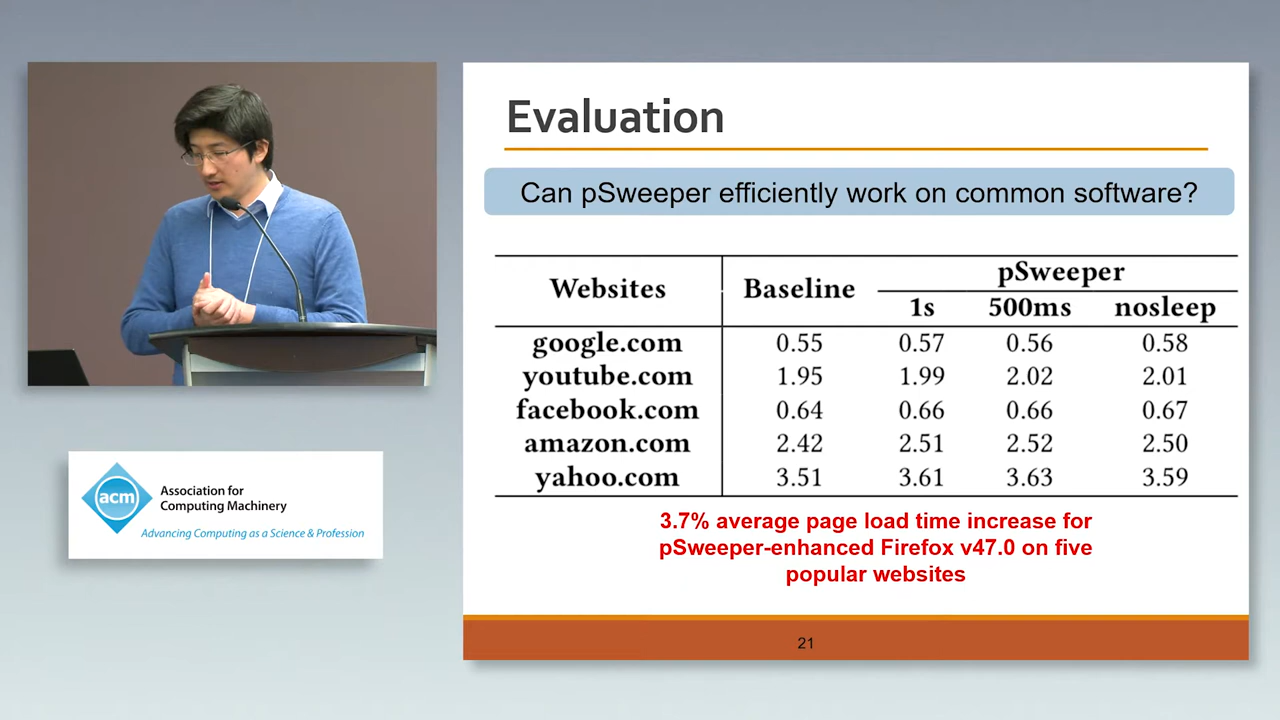 Evaluation
Can pSweeper efficiently work on common software?
Websites Baseline pSweeper
1s 500ms nosleep
google.com 0.55 0.57 0.56 0.58
youtube.com 1.95 1.99 2.02 2.01
facebook.com 0.64 0.66 0.66 0.67
amazon.com 2.42 2.51 2.52 2.50
yahoo.com 3.51 3.61 3.63 3.59
3.7% average page load time increase for
pSweeper-enhanced Firefox v47.0 on five
popular websites
21
acm
Association for
Computing Machinery
Advancing Computing as a Science & Profession